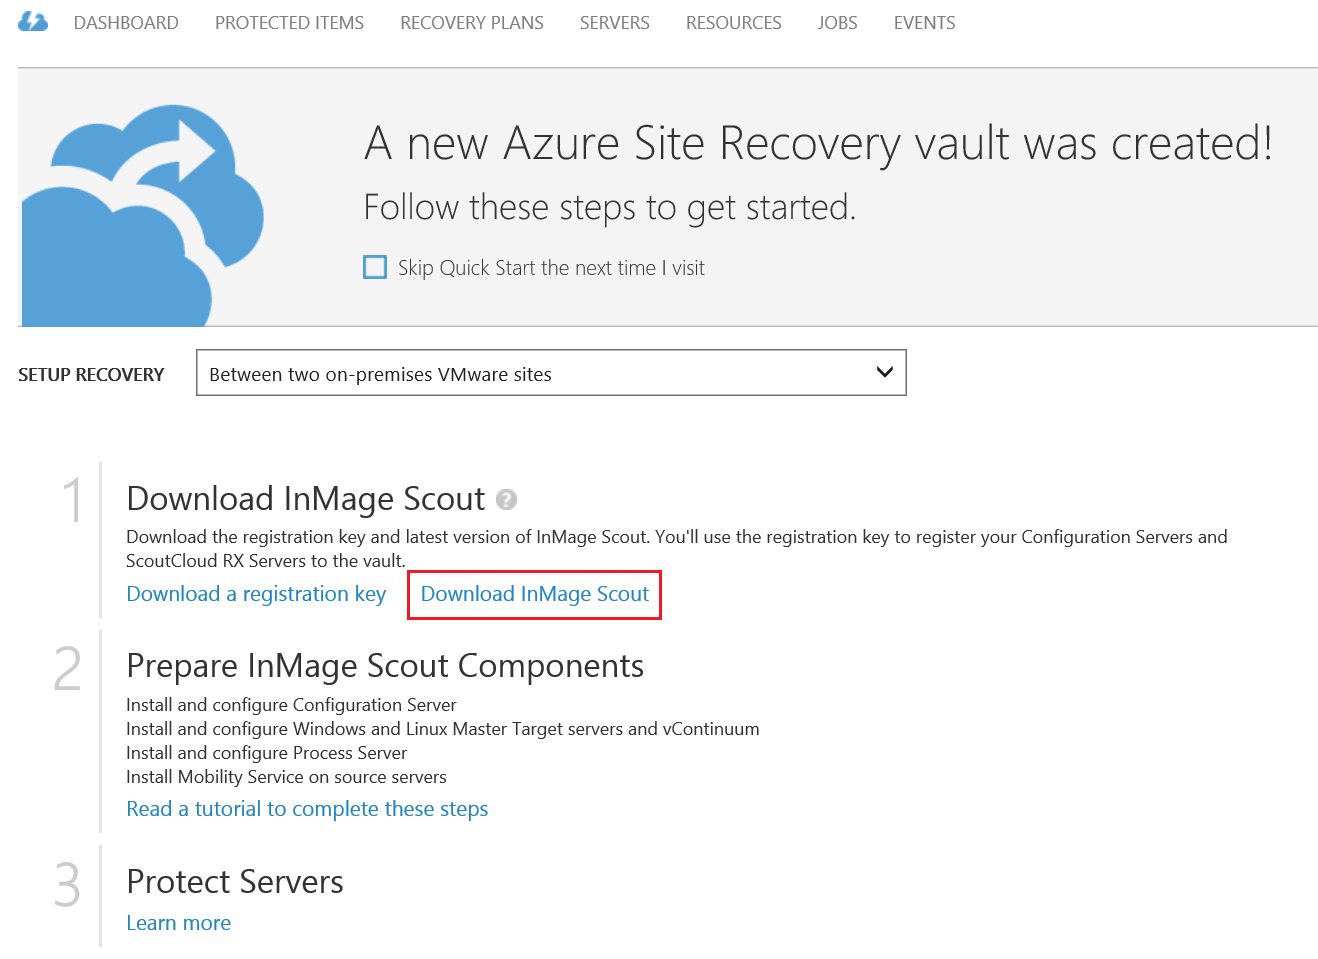 DASHBOARD PROTECTED ITEMS RECOVERY PLANS SERVERS RESOURCES JOBS EVENTS
A new Azure Site Recovery vault was created!
Follow these steps to get started.
Skip Quick Start the next time I visit
SETUP RECOVERY Between two on-premises VMware sites
1 Download InMage Scout ?
Download the registration key and latest version of InMage Scout. You'll use the registration key to register your Configuration Servers and
ScoutCloud RX Servers to the vault.
Download a registration key Download InMage Scout
2 Prepare InMage Scout Components
Install and configure Configuration Server
Install and configure Windows and Linux Master Target servers and vContinuum
Install and configure Process Server
Install Mobility Service on source servers
Read a tutorial to complete these steps
3 Protect Servers
Learn more